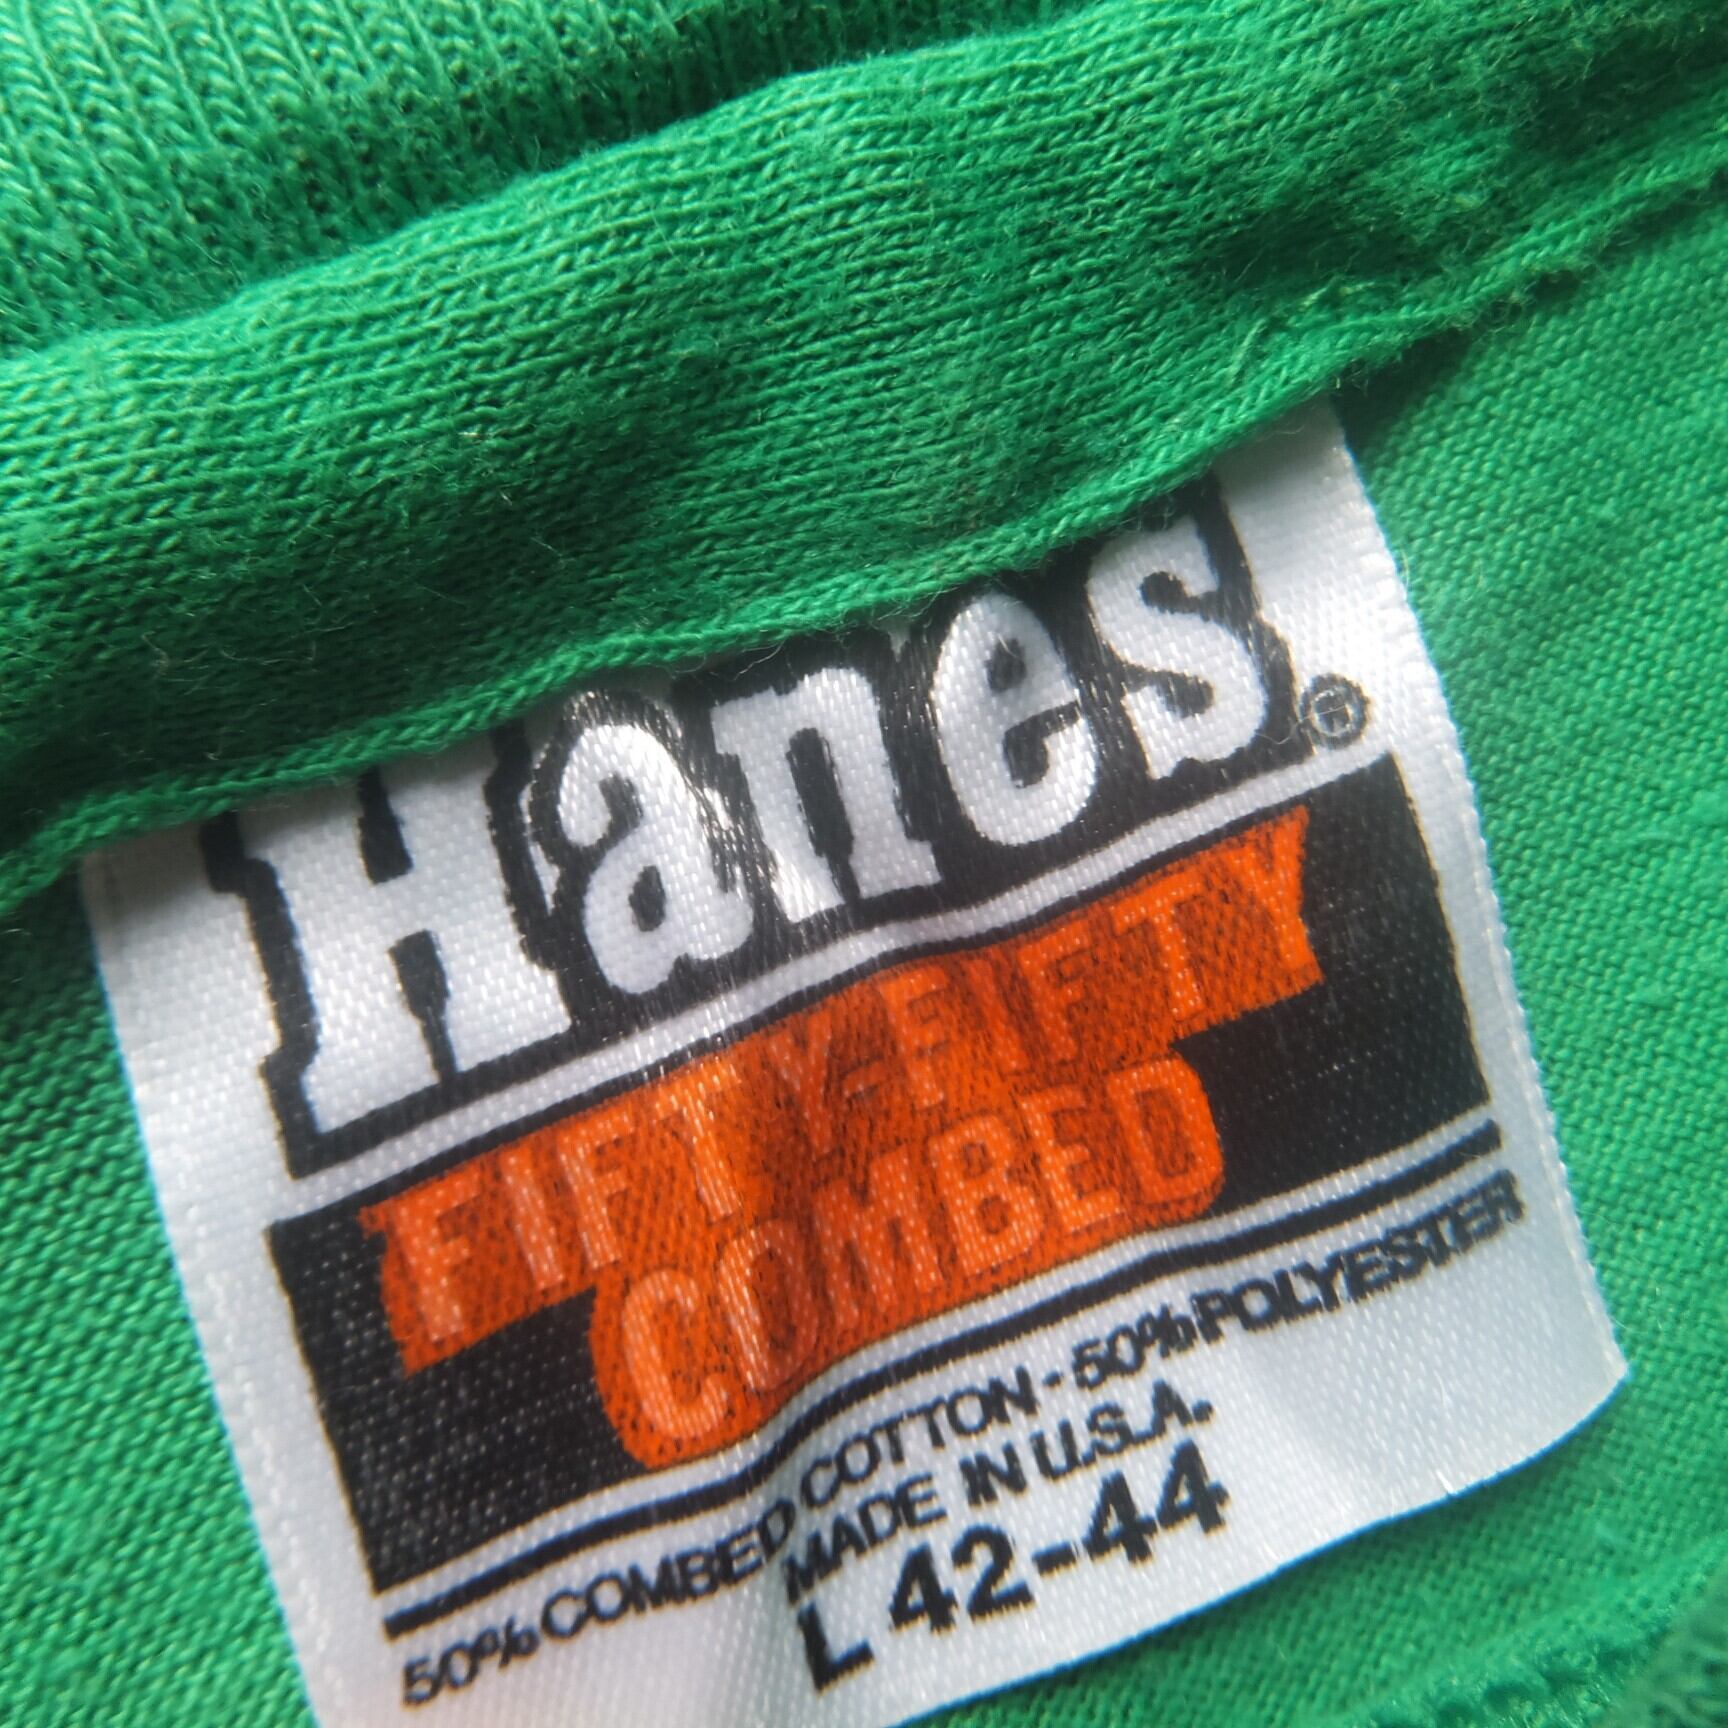 Hanes®
FIFTY-FIFTY
COMBED
50% COMBED COTTON-50% POLYESTER
MADE IN U.S.A.
L 42-44